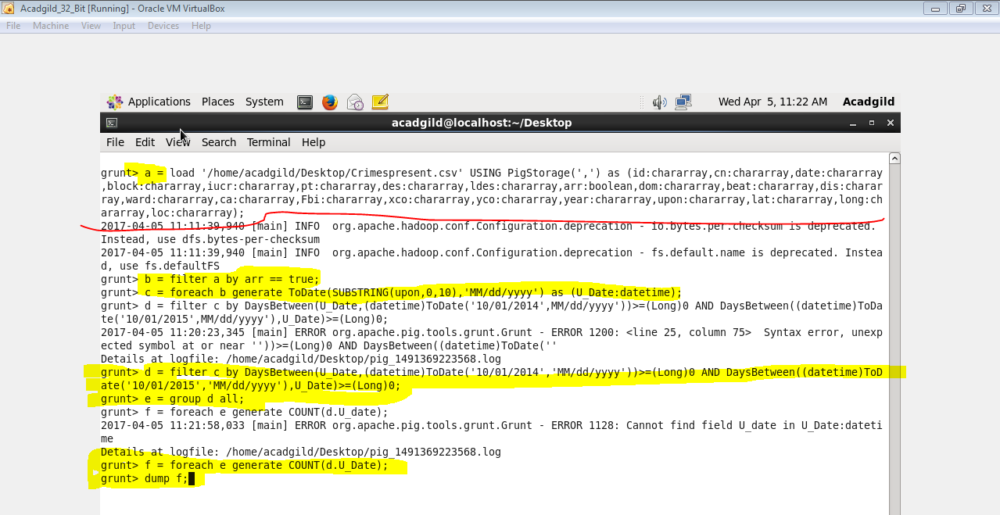 Acadgild_32_Bit [Running] - Oracle VM VirtualBox
File Machine View Input Devices Help
Applications Places System Wed Apr 5, 11:22 AM Acadgild
acadgild@localhost:~/Desktop
File Edit View Search Terminal Help
grunt> a = load '/home/acadgild/Desktop/Crimespresent.csv' USING PigStorage(',') as (id:chararray,cn:chararray,date:chararray
,block:chararray,iucr:chararray,pt:chararray,des:chararray,ldes:chararray,arr:boolean,dom:chararray,beat:chararray,dis:charar
ray,ward:chararray,ca:chararray,Fbi:chararray,xco:chararray,yco:chararray,year:chararray,upon:chararray,lat:chararray,long:ch
ararray,loc:chararray);
2017-04-05 11:11:39,940 [main] INFO  org.apache.hadoop.conf.Configuration.deprecation - io.bytes.per.checksum is deprecated.
Instead, use dfs.bytes-per-checksum
2017-04-05 11:11:39,940 [main] INFO  org.apache.hadoop.conf.Configuration.deprecation - fs.default.name is deprecated. Instea
d, use fs.defaultFS
grunt> b = filter a by arr == true;
grunt> c = foreach b generate ToDate(SUBSTRING(upon,0,10),'MM/dd/yyyy') as (U_Date:datetime);
grunt> d = filter c by DaysBetween(U_Date,(datetime)ToDate('10/01/2014',MM/dd/yyyy'))>=(Long)0 AND DaysBetween((datetime)ToDa
te('10/01/2015',MM/dd/yyyy'),U_Date)>=(Long)0;
2017-04-05 11:20:23,345 [main] ERROR org.apache.pig.tools.grunt.Grunt - ERROR 1200: <line 25, column 75>  Syntax error, unexp
ected symbol at or near ''))>=(Long)0 AND DaysBetween((datetime)ToDate(''
Details at logfile: /home/acadgild/Desktop/pig_1491369223568.log
grunt> d = filter c by DaysBetween(U_Date,(datetime)ToDate('10/01/2014','MM/dd/yyyy'))>=(Long)0 AND DaysBetween((datetime)ToD
ate('10/01/2015','MM/dd/yyyy'),U_Date)>=(Long)0;
grunt> e = group d all;
grunt> f = foreach e generate COUNT(d.U_date);
2017-04-05 11:21:58,033 [main] ERROR org.apache.pig.tools.grunt.Grunt - ERROR 1128: Cannot find field U_date in U_Date:dateti
me
Details at logfile: /home/acadgild/Desktop/pig_1491369223568.log
grunt> f = foreach e generate COUNT(d.U_Date);
grunt> dump f;